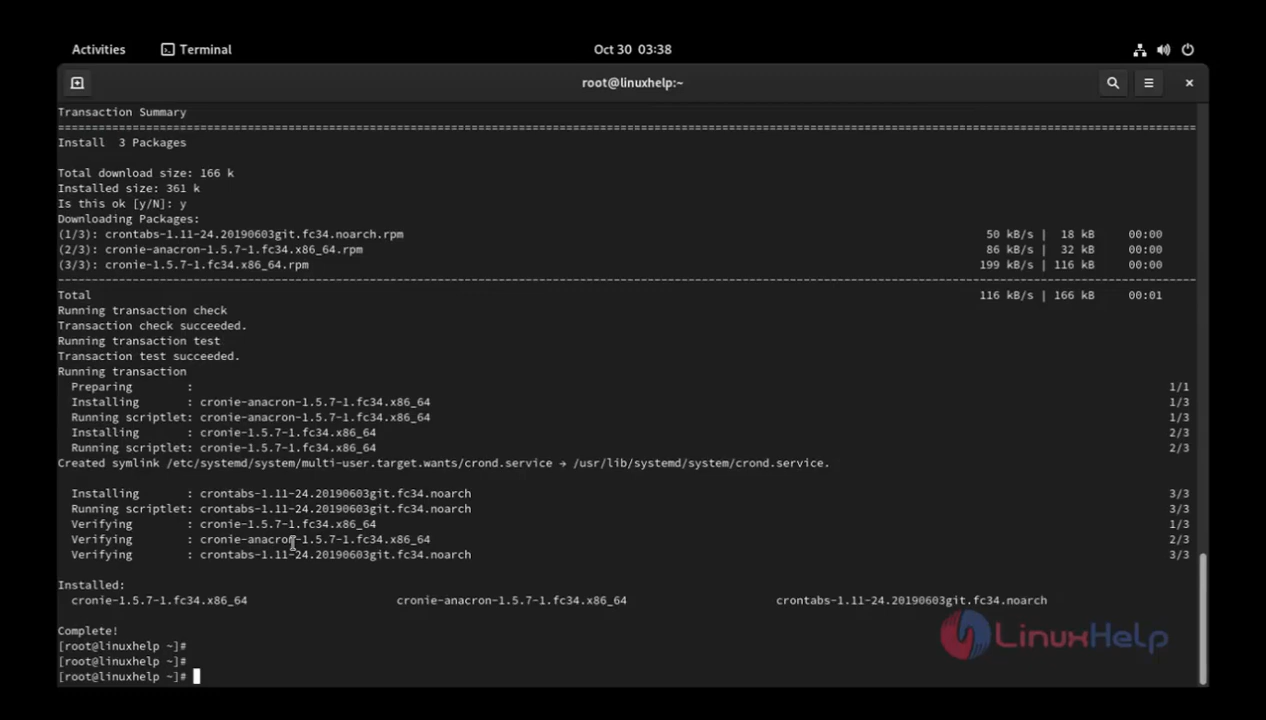 Activities Terminal Oct 30 03:38
root@linuxhelp:~
Transaction Summary
================================================================================
Install 3 Packages
Total download size: 166 k
Installed size: 361 k
Is this ok [y/N]: y
Downloading Packages:
(1/3): crontabs-1.11-24.20190603git.fc34.noarch.rpm 50 kB/s | 18 kB 00:00
(2/3): cronie-anacron-1.5.7-1.fc34.x86_64.rpm 86 kB/s | 32 kB 00:00
(3/3): cronie-1.5.7-1.fc34.x86_64.rpm 199 kB/s | 116 kB 00:00
--------------------------------------------------------------------------------
Total 116 kB/s | 166 kB 00:01
Running transaction check
Transaction check succeeded.
Running transaction test
Transaction test succeeded.
Running transaction
Preparing : 1/1
Installing : cronie-anacron-1.5.7-1.fc34.x86_64 1/3
Running scriptlet: cronie-anacron-1.5.7-1.fc34.x86_64 1/3
Installing : cronie-1.5.7-1.fc34.x86_64 2/3
Running scriptlet: cronie-1.5.7-1.fc34.x86_64 2/3
Created symlink /etc/systemd/system/multi-user.target.wants/crond.service → /usr/lib/systemd/system/crond.service.
Installing : crontabs-1.11-24.20190603git.fc34.noarch 3/3
Running scriptlet: crontabs-1.11-24.20190603git.fc34.noarch 3/3
Verifying : cronie-1.5.7-1.fc34.x86_64 1/3
Verifying : cronie-anacron-1.5.7-1.fc34.x86_64 2/3
Verifying : crontabs-1.11-24.20190603git.fc34.noarch 3/3
Installed:
cronie-1.5.7-1.fc34.x86_64 cronie-anacron-1.5.7-1.fc34.x86_64 crontabs-1.11-24.20190603git.fc34.noarch
Complete!
[root@linuxhelp ~]#
[root@linuxhelp ~]#
[root@linuxhelp ~]#
LinuxHelp